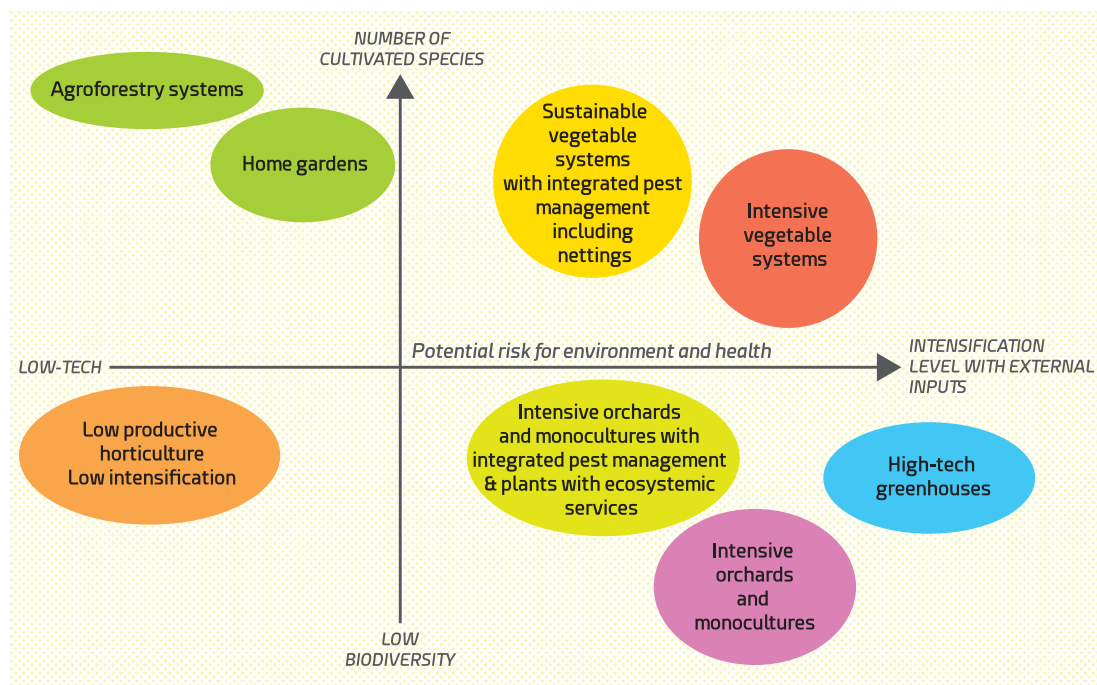 NUMBER OF
CULTIVATED SPECIES
Agroforestry systems
Home gardens
Sustainable
vegetable
systems
with integrated pest
management
including
nettings
Intensive
vegetable
systems
LOW-TECH
Potential risk for environment and health
INTENSIFICATION
LEVEL WITH EXTERNAL
INPUTS
Low productive
horticulture
Low intensification
Intensive orchards
and monocultures with
integrated pest management
& plants with ecosystemic
services
High-tech
greenhouses
Intensive
orchards
and
monocultures
LOW
BIODIVERSITY